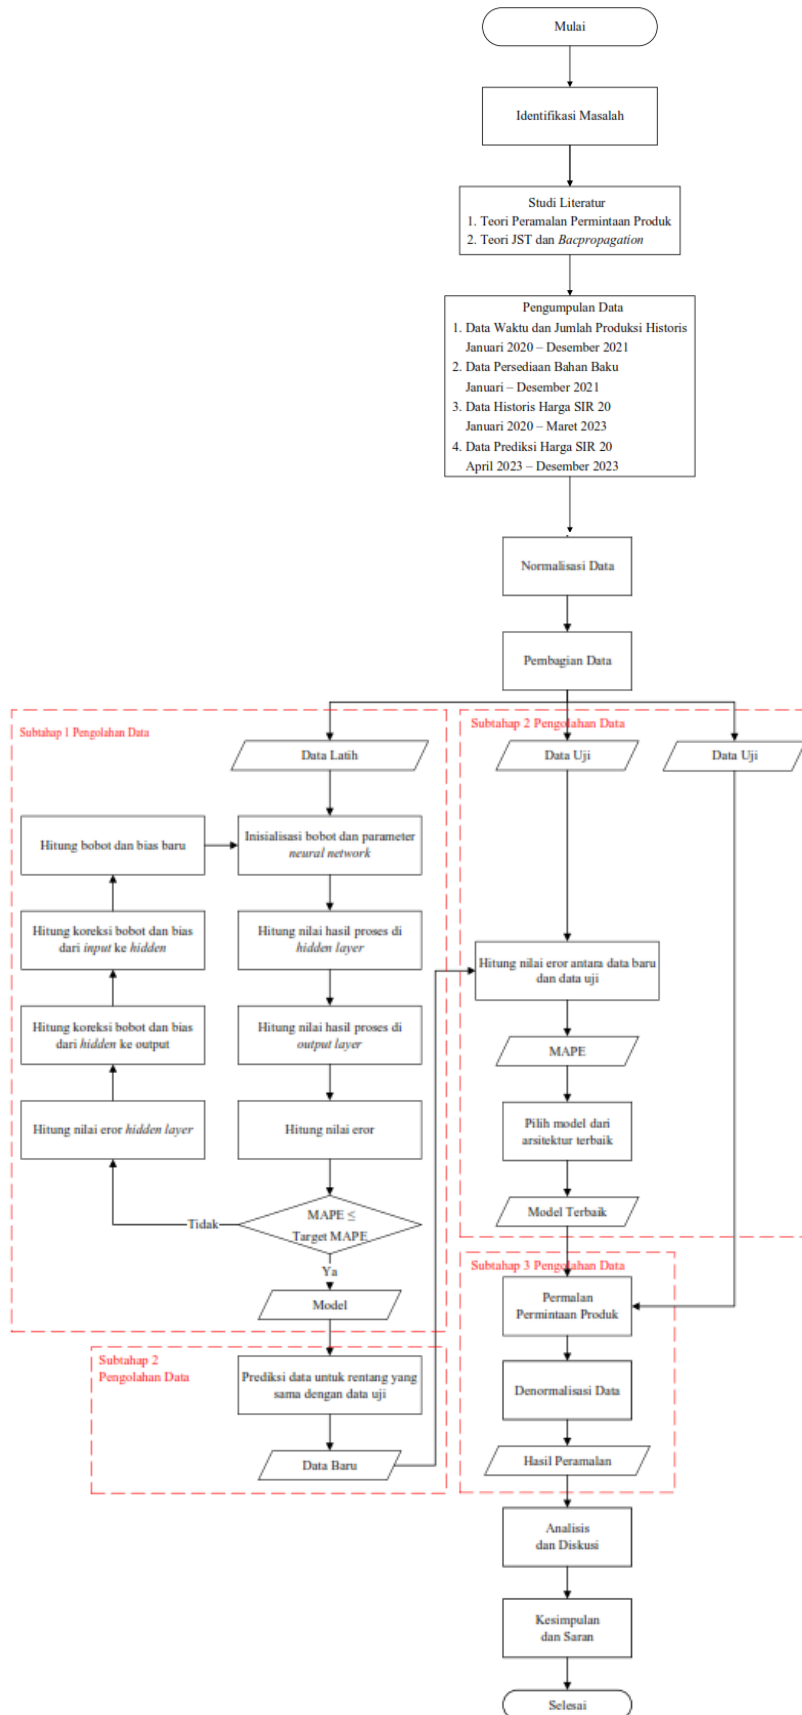 Mulai
Identifikasi Masalah
Studi Literatur
1. Teori Peramalan Permintaan Produk
2. Teori JST dan Bacpropagation
Pengumpulan Data
1. Data Waktu dan Jumlah Produksi Historis
Januari 2020 – Desember 2021
2. Data Persediaan Bahan Baku
Januari – Desember 2021
3. Data Historis Harga SIR 20
Januari 2020 – Maret 2023
4. Data Prediksi Harga SIR 20
April 2023 – Desember 2023
Normalisasi Data
Pembagian Data
Subtahap 1 Pengolahan Data
Data Latih
Inisialisasi bobot dan parameter
neural network
Hitung nilai hasil proses di
hidden layer
Hitung nilai hasil proses di
output layer
Hitung nilai eror
MAPE ≤
Target MAPE
Tidak
Hitung nilai eror hidden layer
Hitung koreksi bobot dan bias
dari hidden ke output
Hitung koreksi bobot dan bias
dari input ke hidden
Hitung bobot dan bias baru
Ya
Model
Subtahap 2
Pengolahan Data
Prediksi data untuk rentang yang
sama dengan data uji
Data Baru
Subtahap 2 Pengolahan Data
Data Uji
Data Uji
Hitung nilai eror antara data baru
dan data uji
MAPE
Pilih model dari
arsitektur terbaik
Model Terbaik
Subtahap 3 Pengolahan Data
Permalan
Permintaan Produk
Denormalisasi Data
Hasil Peramalan
Analisis
dan Diskusi
Kesimpulan
dan Saran
Selesai